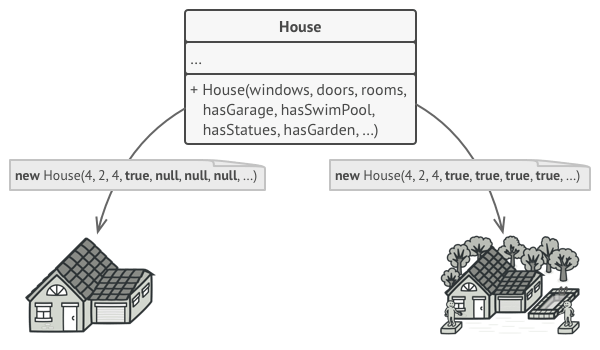 House
...
+ House(windows, doors, rooms,
hasGarage, hasSwimPool,
hasStatues, hasGarden, ...)
new House(4, 2, 4, true, null, null, null, ...)
new House(4, 2, 4, true, true, true, true, ...)